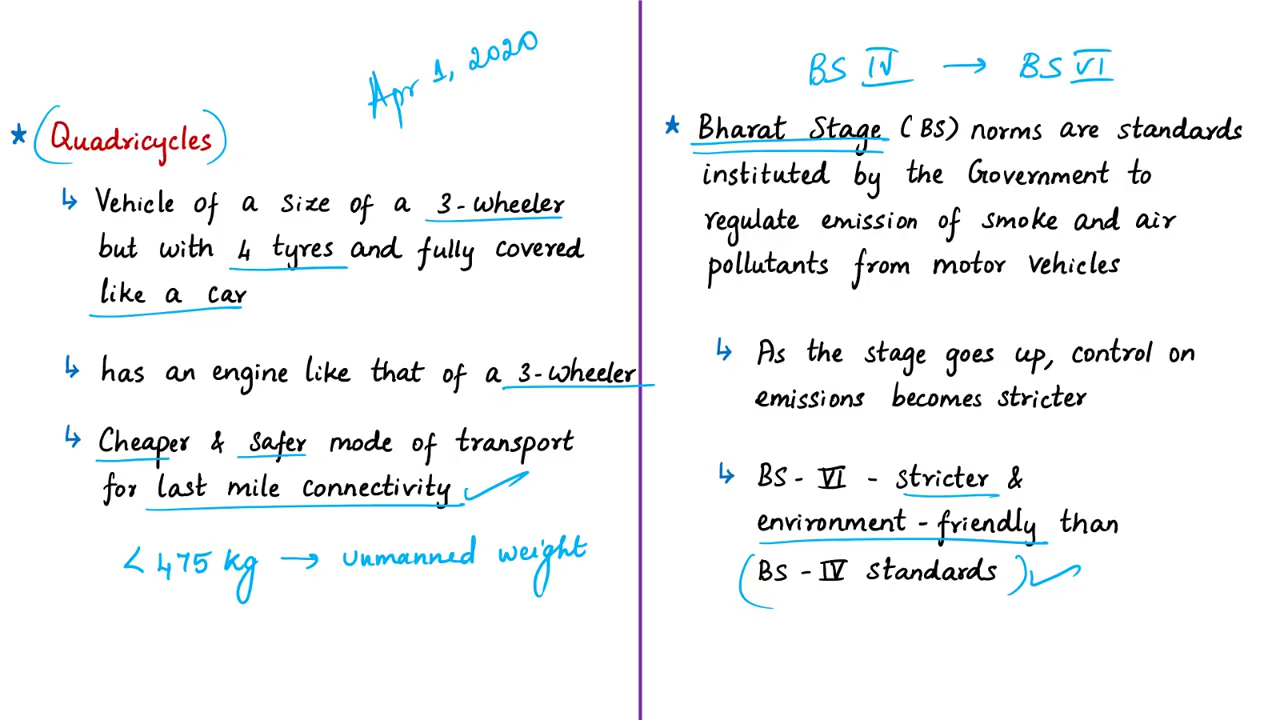 Apr 1, 2020
* (Quadricycles)
↳ Vehicle of a size of a 3-wheeler
but with 4 tyres and fully covered
like a car
↳ has an engine like that of a 3-wheeler
↳ Cheaper & safer mode of transport
for last mile connectivity ✓
< 475 kg → unmanned weight
BS IV → BS VI
* Bharat Stage (BS) norms are standards
instituted by the Government to
regulate emission of smoke and air
pollutants from motor vehicles
↳ As the stage goes up, control on
emissions becomes stricter
↳ BS - VI - stricter &
environment - friendly than
(BS - IV standards) ✓